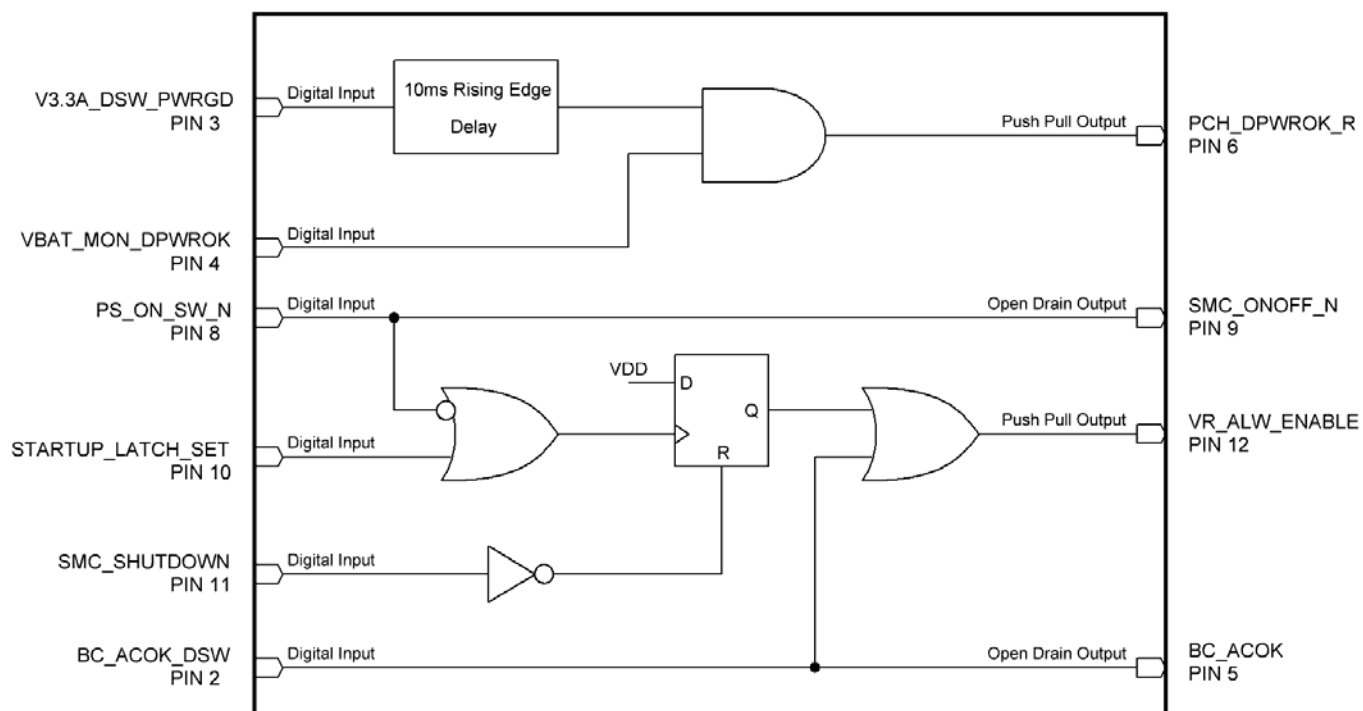 V3.3A_DSW_PWRGD
PIN 3
Digital Input
10ms Rising Edge
Delay
Push Pull Output
PCH_DPWROK_R
PIN 6
VBAT_MON_DPWROK
PIN 4
Digital Input
PS_ON_SW_N
PIN 8
Digital Input
Open Drain Output
SMC_ONOFF_N
PIN 9
VDD
D
Q
R
STARTUP_LATCH_SET
PIN 10
Digital Input
Push Pull Output
VR_ALW_ENABLE
PIN 12
SMC_SHUTDOWN
PIN 11
Digital Input
BC_ACOK_DSW
PIN 2
Digital Input
Open Drain Output
BC_ACOK
PIN 5